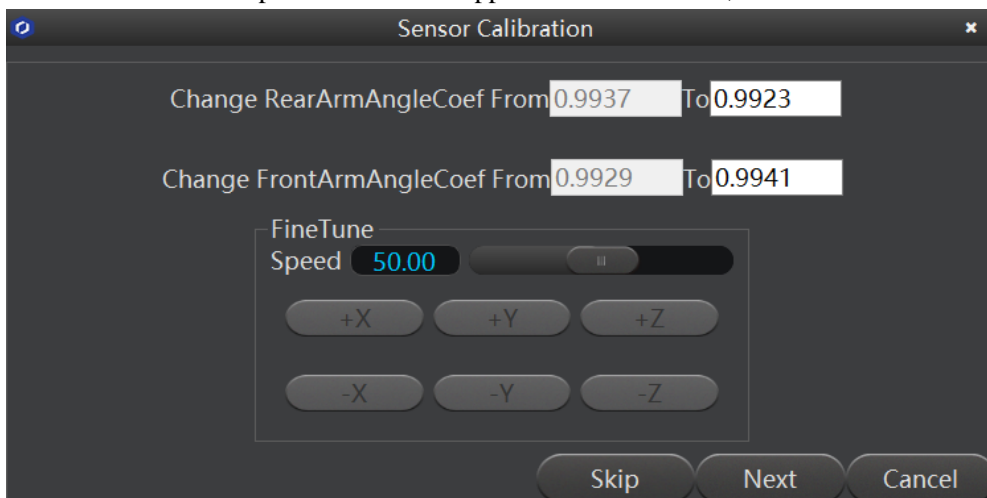 Sensor Calibration
Change RearArmAngleCoef From 0.9937 To 0.9923
Change FrontArmAngleCoef From 0.9929 To 0.9941
FineTune
Speed 50.00
+X +Y +Z
-X -Y -Z
Skip Next Cancel